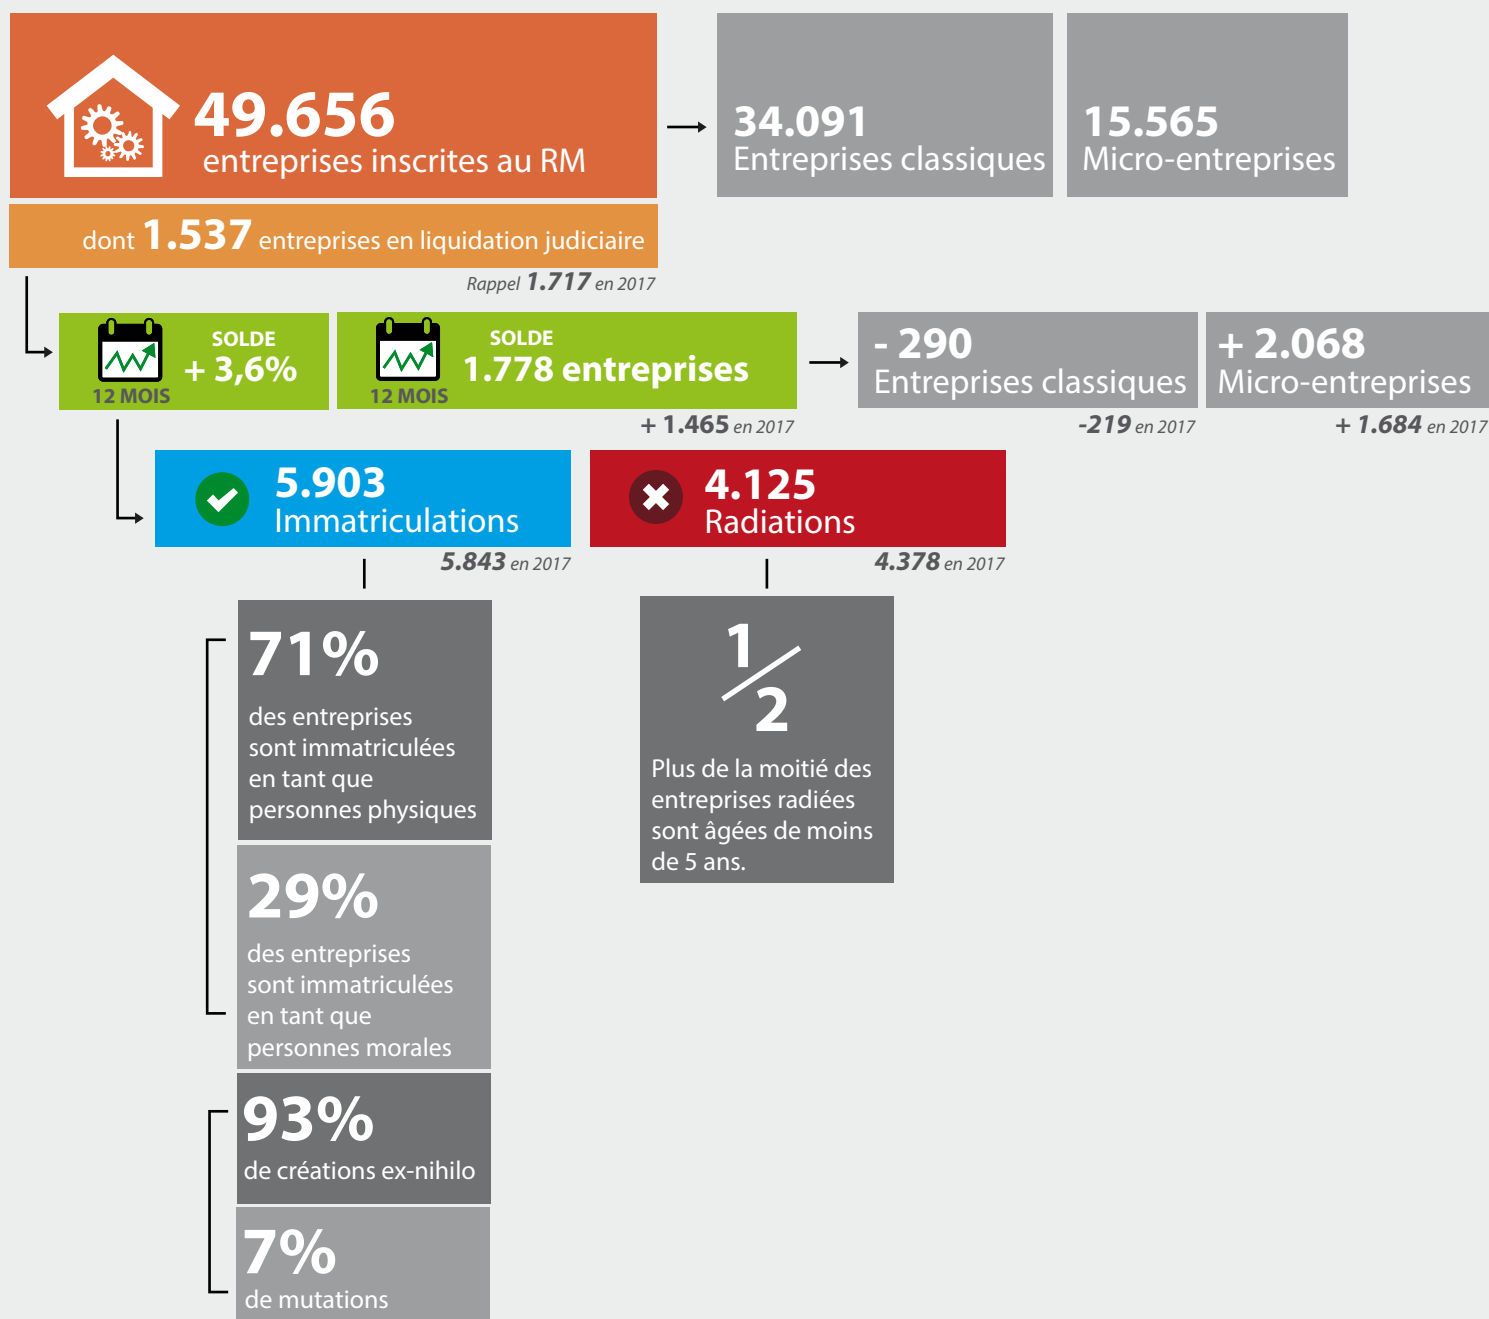 49.656
entreprises inscrites au RM
34.091
Entreprises classiques
15.565
Micro-entreprises
dont 1.537 entreprises en liquidation judiciaire
Rappel 1.717 en 2017
SOLDE
+ 3,6%
12 MOIS
SOLDE
1.778 entreprises
12 MOIS
+ 1.465 en 2017
- 290
Entreprises classiques
-219 en 2017
+ 2.068
Micro-entreprises
+ 1.684 en 2017
5.903
Immatriculations
5.843 en 2017
4.125
Radiations
4.378 en 2017
71%
des entreprises
sont immatriculées
en tant que
personnes physiques
29%
des entreprises
sont immatriculées
en tant que
personnes morales
93%
de créations ex-nihilo
7%
de mutations
1/2
Plus de la moitié des
entreprises radiées
sont âgées de moins
de 5 ans.